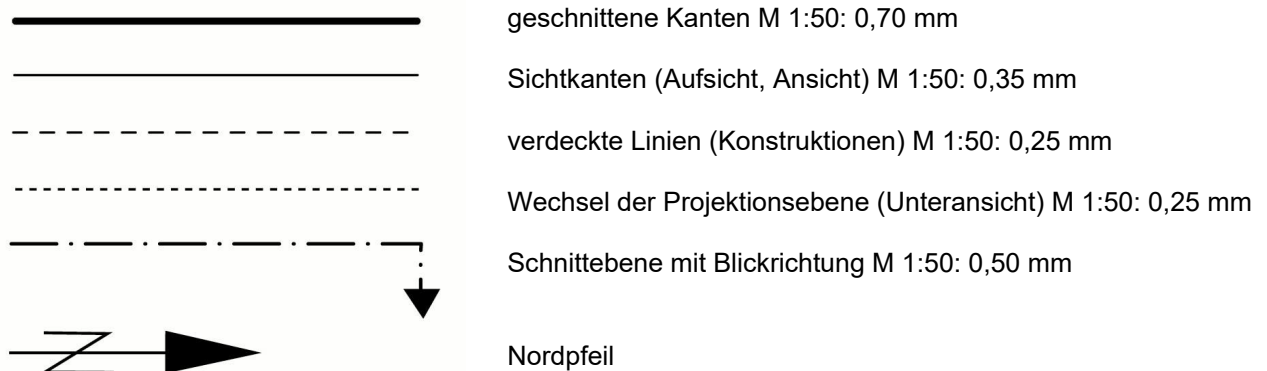 geschnittene Kanten M 1:50: 0,70 mm
Sichtkanten (Aufsicht, Ansicht) M 1:50: 0,35 mm
verdeckte Linien (Konstruktionen) M 1:50: 0,25 mm
Wechsel der Projektionsebene (Unteransicht) M 1:50: 0,25 mm
Schnittebene mit Blickrichtung M 1:50: 0,50 mm
Nordpfeil